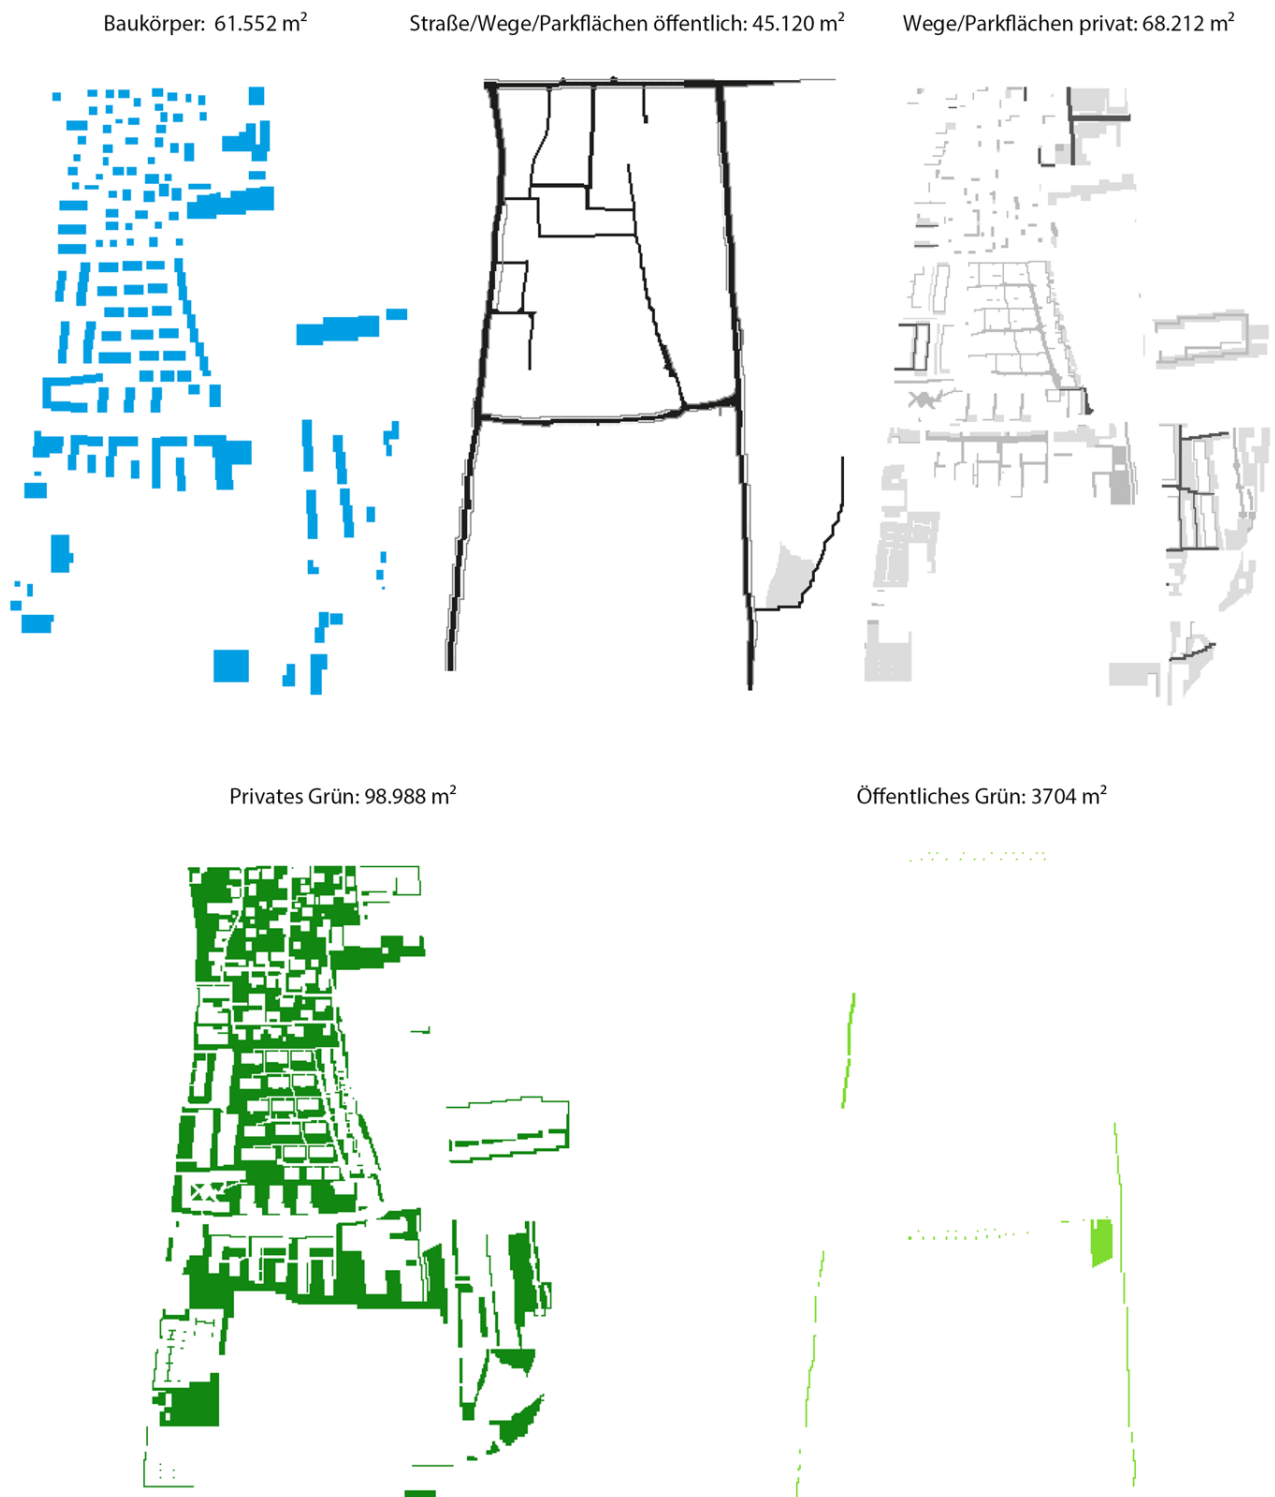 Baukörper: 61.552 m²
Straße/Wege/Parkflächen öffentlich: 45.120 m²
Wege/Parkflächen privat: 68.212 m²
Privates Grün: 98.988 m²
Öffentliches Grün: 3704 m²